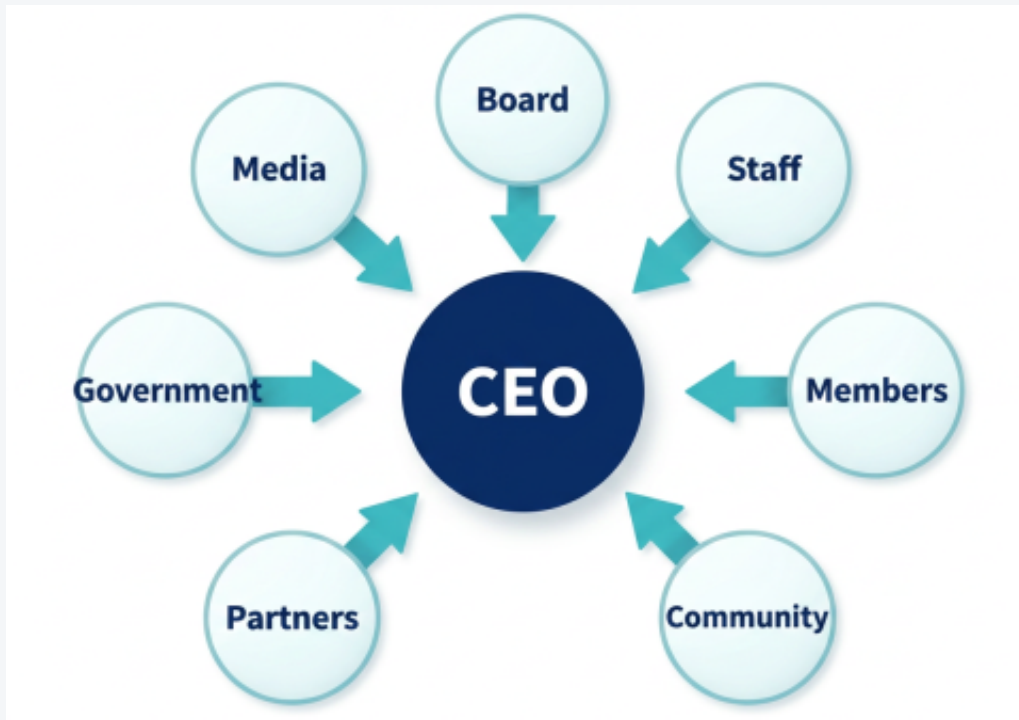 Board
Media
Staff
CEO
Government
Members
Partners
Community